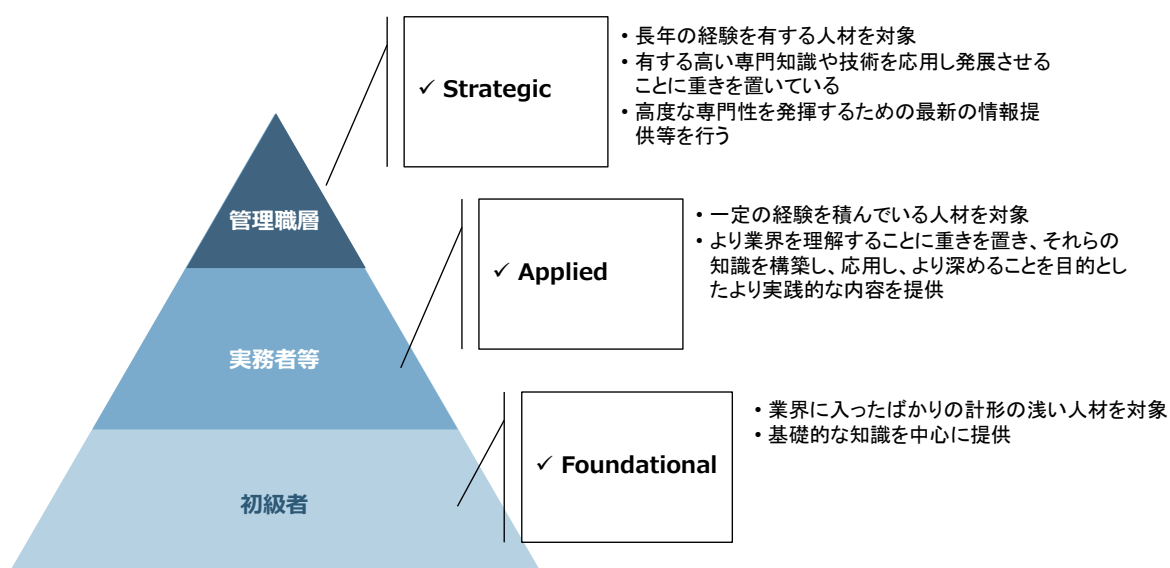 ✓ Strategic
• 長年の経験を有する人材を対象
• 有する高い専門知識や技術を応用し発展させる
ことに重きを置いている
• 高度な専門性を発揮するための最新の情報提
供等を行う
管理職層
✓ Applied
• 一定の経験を積んでいる人材を対象
• より業界を理解することに重きを置き、それらの
知識を構築し、応用し、より深めることを目的とし
たより実践的な内容を提供
実務者等
✓ Foundational
• 業界に入ったばかりの計形の浅い人材を対象
• 基礎的な知識を中心に提供
初級者